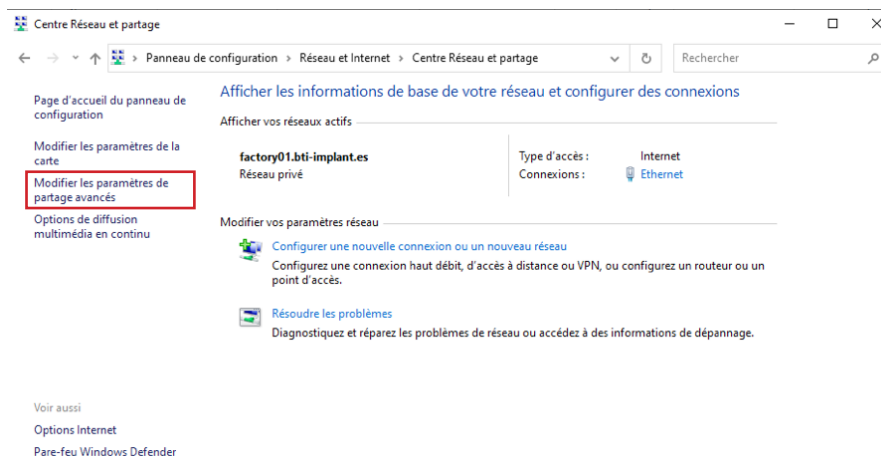 Centre Réseau et partage
Panneau de configuration > Réseau et Internet > Centre Réseau et partage
Rechercher
Page d'accueil du panneau de
configuration
Modifier les paramètres de la
carte
Modifier les paramètres de
partage avancés
Options de diffusion
multimédia en continu
Afficher les informations de base de votre réseau et configurer des connexions
Afficher vos réseaux actifs
factory01.bti-implant.es
Réseau privé
Type d'accès : Internet
Connexions : Ethernet
Modifier vos paramètres réseau
Configurer une nouvelle connexion ou un nouveau réseau
Configurez une connexion haut débit, d'accès à distance ou VPN, ou configurez un routeur ou un
point d'accès.
Résoudre les problèmes
Diagnostiquez et réparez les problèmes de réseau ou accédez à des informations de dépannage.
Voir aussi
Options Internet
Pare-feu Windows Defender